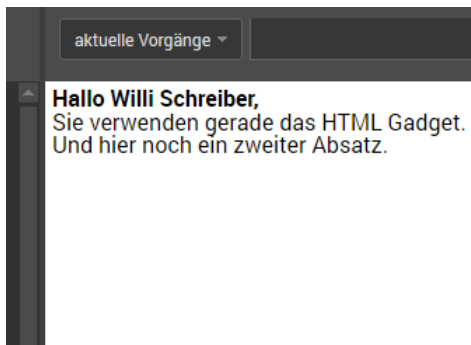 aktuelle Vorgänge
Hallo Willi Schreiber,
Sie verwenden gerade das HTML Gadget.
Und hier noch ein zweiter Absatz.